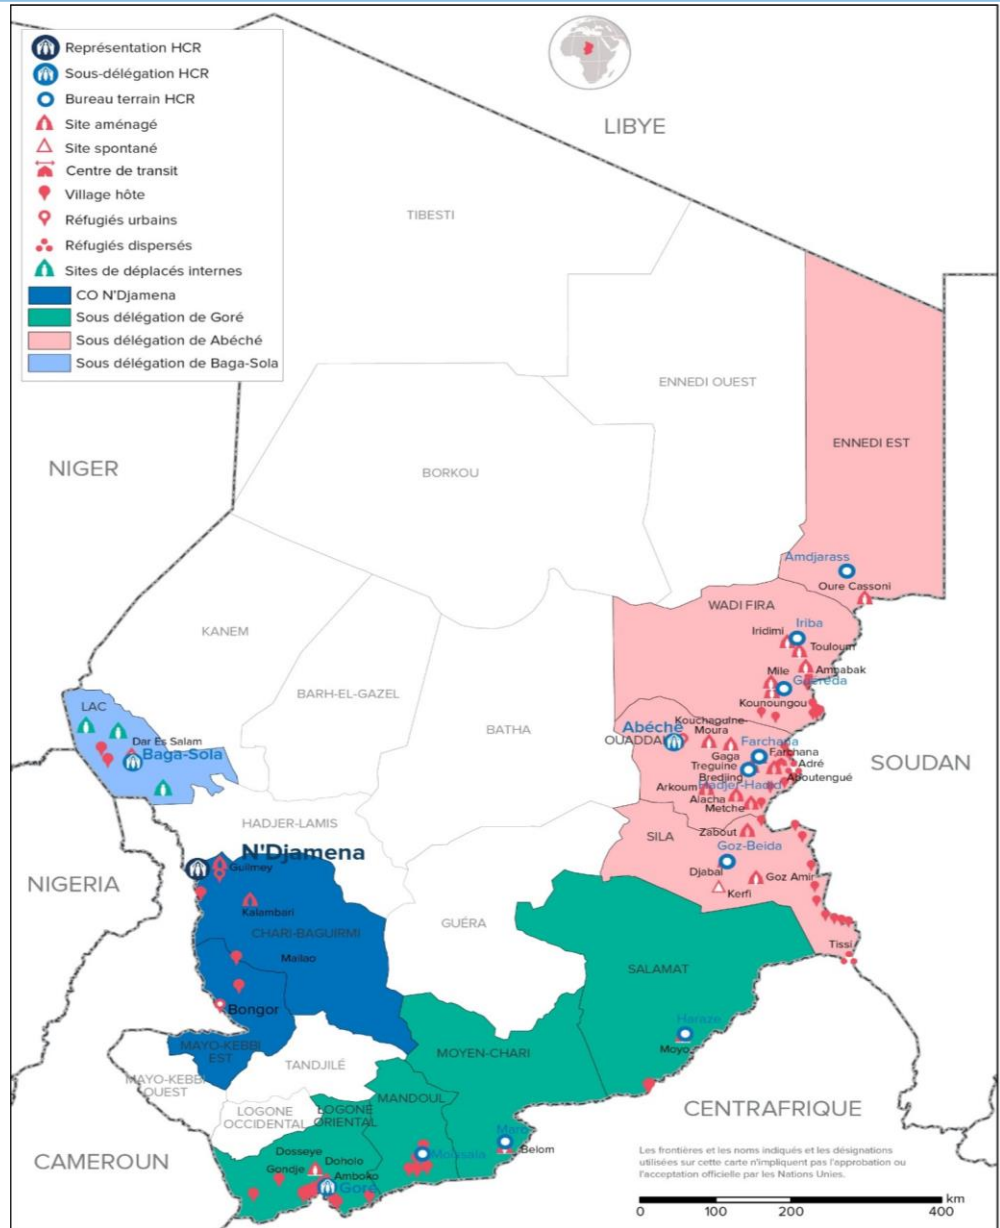 Représentation HCR
Sous-délégation HCR
Bureau terrain HCR
Site aménagé
Site spontané
Centre de transit
Village hôte
Réfugiés urbains
Réfugiés dispersés
Sites de déplacés internes
CO N'Djamena
Sous délégation de Goré
Sous délégation de Abéché
Sous délégation de Baga-Sola
LIBYE
TIBESTI
ENNEDI OUEST
ENNEDI EST
NIGER
BORKOU
Amdjarass
Oure Cassoni
WADI FIRA
KANEM
Iriba
Iridimi
Touloum
BARH-EL-GAZEL
Mile
Ambabak
Guereda
Kounoungou
LAC
BATHA
Kouchaguine-
Moura
Abéché
OUADDAI
Dar Es Salam
Baga-Sola
Farchana
Gaga
Farchana
Treguine
Adré
SOUDAN
Bredjing
Hadjer-Hadid
Aboutengué
Arkoum
Alacha
Metche
HADJER-LAMIS
SILA
Zabout
N'Djamena
Goz-Beida
Guilmey
Djabal
Goz Amir
NIGERIA
Kerfi
Kalambari
GUÉRA
CHARI-BAGUIRMI
Tissi
Mailao
SALAMAT
Bongor
Haraze
Moyo
MAYO-KEBBI
EST
MOYEN-CHARI
TANDJILÉ
MAYO-KEBBI
OUEST
MANDOUL
LOGONE
OCCIDENTAL
LOGONE
ORIENTAL
CENTRAFRIQUE
Maro
Belom
Dosseye
Doholo
Moissala
CAMEROUN
Gondje
Amboko
Goré
Les frontières et les noms indiqués et les désignations
utilisées sur cette carte n'impliquent pas l'approbation ou
l'acceptation officielle par les Nations Unies.
km
0 100 200 400